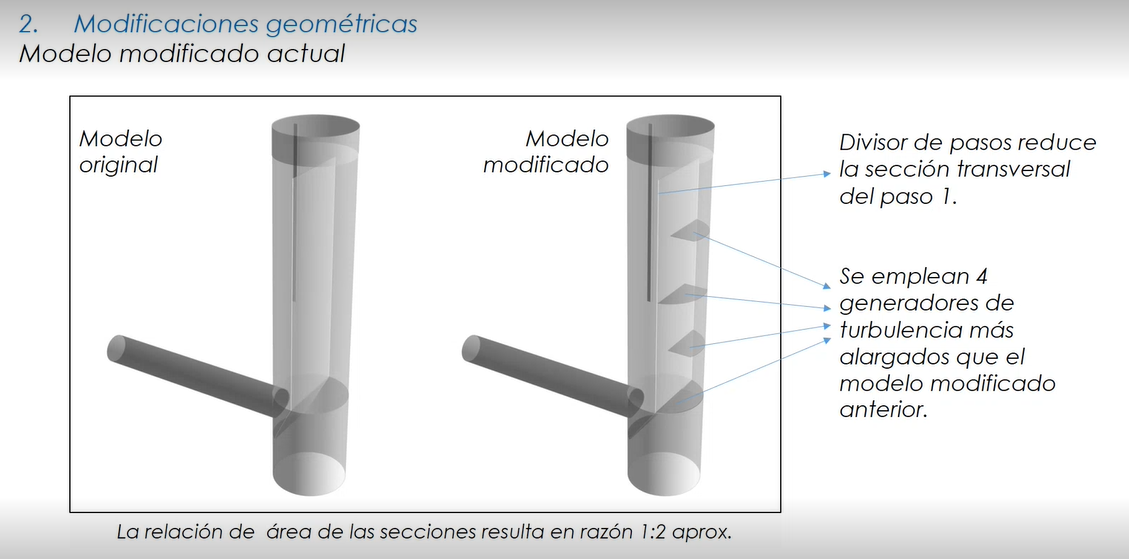 2. Modificaciones geométricas
Modelo modificado actual
Modelo
original
Modelo
modificado
Divisor de pasos reduce
la sección transversal
del paso 1.
Se emplean 4
generadores de
turbulencia más
alargados que el
modelo modificado
anterior.
La relación de área de las secciones resulta en razón 1:2 aprox.